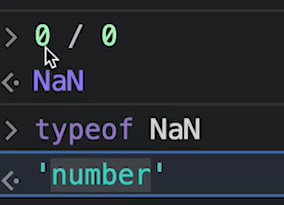 > 0 / 0
<· NaN
> typeof NaN
<· 'number'